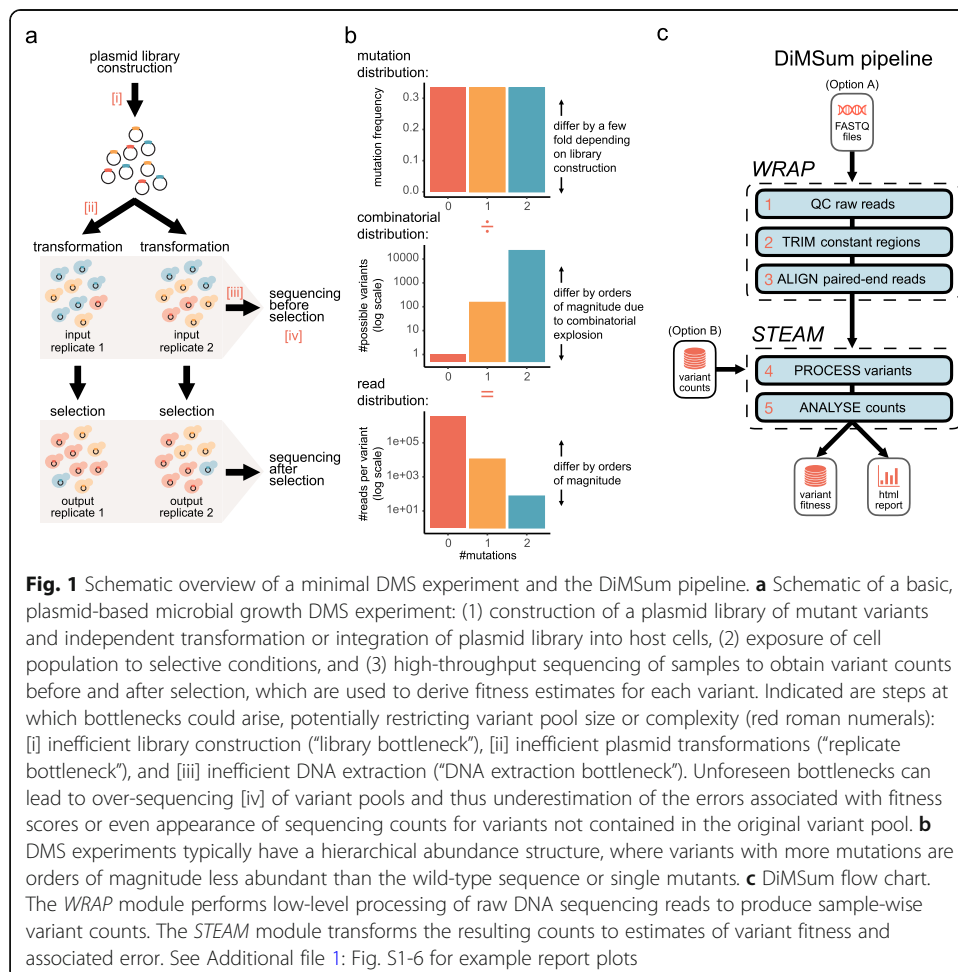 a
plasmid library
construction
[i]
[ii]
transformation
transformation
input
replicate 1
input
replicate 2
[iii]
sequencing
before
selection
[iv]
selection
selection
output
replicate 1
output
replicate 2
sequencing
after
selection
b
mutation
distribution:
mutation frequency
0.3
0.2
0.1
0.0
0
1
2
differ by a few
fold depending
on library
construction
÷
combinatorial
distribution:
#possible variants
(log scale)
10000
1000
100
10
1
0
1
2
differ by orders
of magnitude due
to combinatorial
explosion
=
read
distribution:
#reads per variant
(log scale)
1e+05
1e+03
1e+01
0
1
2
#mutations
differ by orders
of magnitude
c
DiMSum pipeline
(Option A)
FASTQ
files
WRAP
1 QC raw reads
2 TRIM constant regions
3 ALIGN paired-end reads
(Option B)
variant
counts
STEAM
4 PROCESS variants
5 ANALYSE counts
variant
fitness
html
report
Fig. 1 Schematic overview of a minimal DMS experiment and the DiMSum pipeline. a Schematic of a basic,
plasmid-based microbial growth DMS experiment: (1) construction of a plasmid library of mutant variants
and independent transformation or integration of plasmid library into host cells, (2) exposure of cell
population to selective conditions, and (3) high-throughput sequencing of samples to obtain variant counts
before and after selection, which are used to derive fitness estimates for each variant. Indicated are steps at
which bottlenecks could arise, potentially restricting variant pool size or complexity (red roman numerals):
[i] inefficient library construction (“library bottleneck”), [ii] inefficient plasmid transformations (“replicate
bottleneck”), and [iii] inefficient DNA extraction (“DNA extraction bottleneck”). Unforeseen bottlenecks can
lead to over-sequencing [iv] of variant pools and thus underestimation of the errors associated with fitness
scores or even appearance of sequencing counts for variants not contained in the original variant pool. b
DMS experiments typically have a hierarchical abundance structure, where variants with more mutations are
orders of magnitude less abundant than the wild-type sequence or single mutants. c DiMSum flow chart.
The WRAP module performs low-level processing of raw DNA sequencing reads to produce sample-wise
variant counts. The STEAM module transforms the resulting counts to estimates of variant fitness and
associated error. See Additional file 1: Fig. S1-6 for example report plots